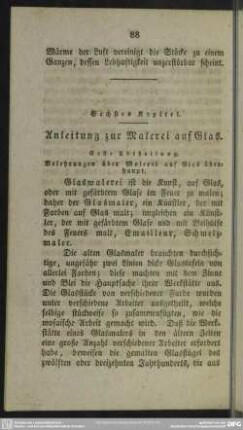 88
Wärme der Luft vereinigt die Stücke zu einem
Ganzen, dessen Lebhaftigkeit unzerstörbar scheint.
Sechstes Kapitel.
Anleitung zur Malerei auf Glas.
Erste Abtheilung.
Belehrungen über Malerei auf Glas über-
haupt.
Glasmalerei ist die Kunst, auf Glas,
oder mit gefärbtem Glase im Feuer zu malen;
daher der Glasmaler, ein Künstler, der mit
Farben auf Glas malt; imgleichen ein Künst-
ler, der mit gefärbtem Glase und mit Beihülfe
des Feuers malt, Emailleur, Schmelz-
maler.
Die alten Glasmaler brauchten durchsich-
tige, ungefähr zwei Linien dicke Glastafeln von
allerlei Farben; diese machten mit dem Zinne
und Blei die Hauptsache ihrer Werkstätte aus.
Die Glasstücke von verschiedener Farbe wurden
unter verschiedene Arbeiter ausgetheilt, welche
selbige stückweise so zusammenfügten, wie die
mosaische Arbeit gemacht wird. Daß die Werk-
stätte eines Glasmalers in den ältern Zeiten
eine große Anzahl verschiedener Arbeiter erfordert
habe, beweisen die gemalten Glasflügel des
zwölften oder dreizehnten Jahrhunderts, die aus